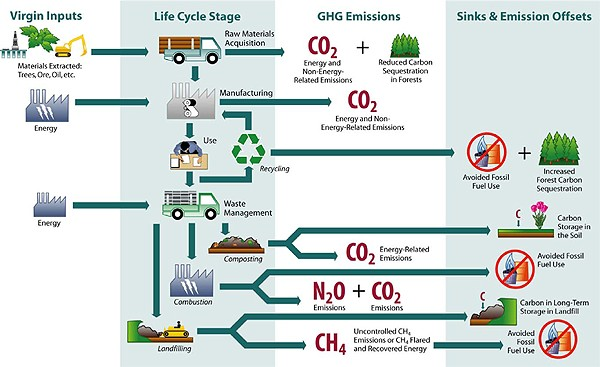 Virgin Inputs
Life Cycle Stage
GHG Emissions
Sinks & Emission Offsets
Materials Extracted:
Trees, Ore, Oil, etc.
Raw Materials
Acquisition
CO2
+
Energy and
Non-Energy-
Related Emissions
Reduced Carbon
Sequestration
in Forests
Energy
Manufacturing
CO2
Energy and Non-
Energy-Related Emissions
Use
Recycling
Avoided Fossil
Fuel Use
+
Increased
Forest Carbon
Sequestration
Energy
Waste
Management
Composting
CO2
Energy-Related
Emissions
C
Carbon
Storage in
the Soil
Combustion
N2O
Emissions
+
CO2
Emissions
Avoided Fossil
Fuel Use
Landfilling
C
Carbon in Long-Term
Storage in Landfill
CH4
Uncontrolled CH4
Emissions or CH4 Flared
and Recovered Energy
Avoided
Fossil
Fuel Use